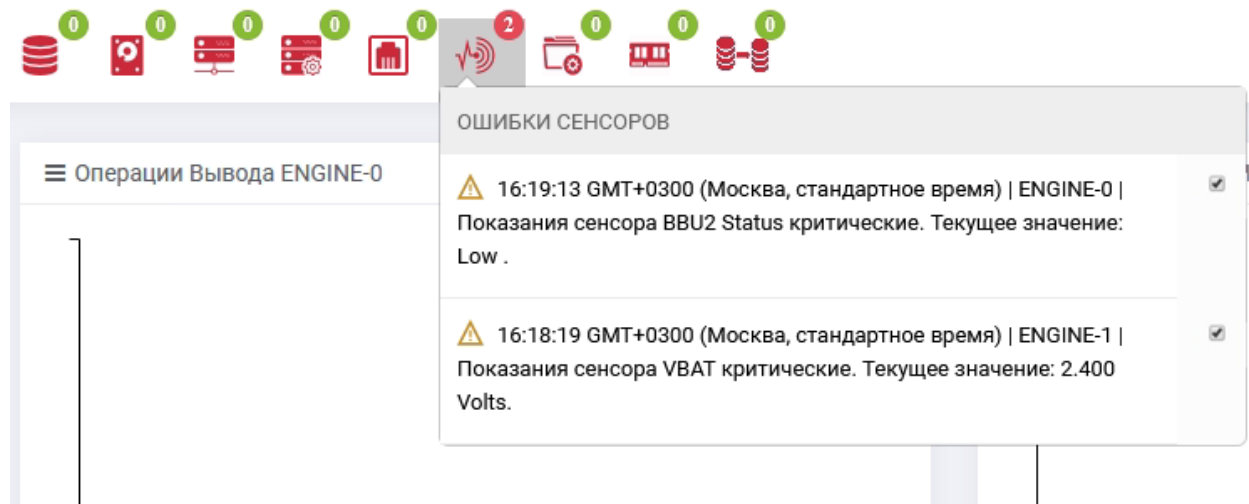 0 0 0 0 0 2 0 0 0
ОШИБКИ СЕНСОРОВ
Операции Вывода ENGINE-0
16:19:13 GMT+0300 (Москва, стандартное время) | ENGINE-0 |
Показания сенсора BBU2 Status критические. Текущее значение:
Low .
16:18:19 GMT+0300 (Москва, стандартное время) | ENGINE-1 |
Показания сенсора VBAT критические. Текущее значение: 2.400
Volts.